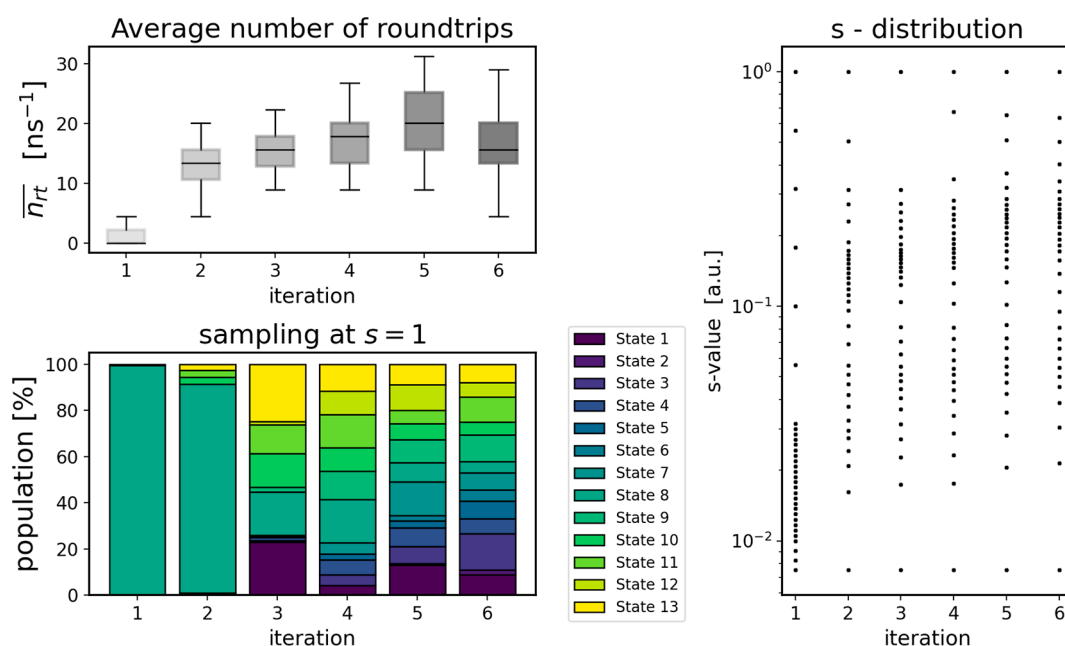 Average number of roundtrips
n_rt [ns⁻¹]
30
20
10
0
1 2 3 4 5 6
iteration
sampling at s = 1
population [%]
100
80
60
40
20
0
1 2 3 4 5 6
iteration
State 1
State 2
State 3
State 4
State 5
State 6
State 7
State 8
State 9
State 10
State 11
State 12
State 13
s - distribution
s-value [a.u.]
10⁰
10⁻¹
10⁻²
1 2 3 4 5 6
iteration